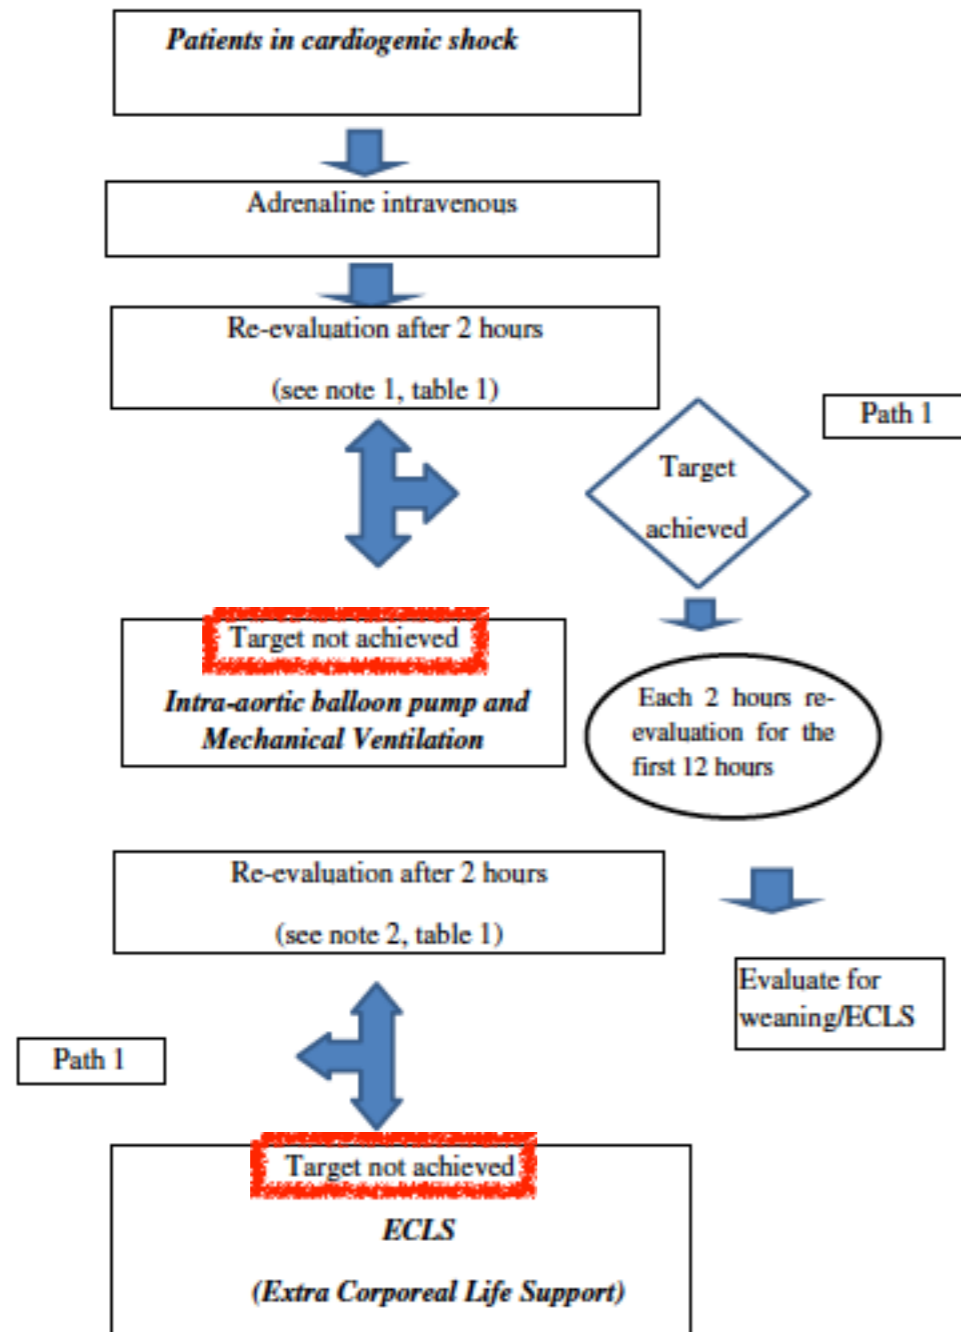 Patients in cardiogenic shock
Adrenaline intravenous
Re-evaluation after 2 hours
(see note 1, table 1)
Path 1
Target
achieved
Target not achieved
Intra-aortic balloon pump and
Mechanical Ventilation
Each 2 hours re-
evaluation for the
first 12 hours
Re-evaluation after 2 hours
(see note 2, table 1)
Evaluate for
weaning/ECLS
Path 1
Target not achieved
ECLS
(Extra Corporeal Life Support)